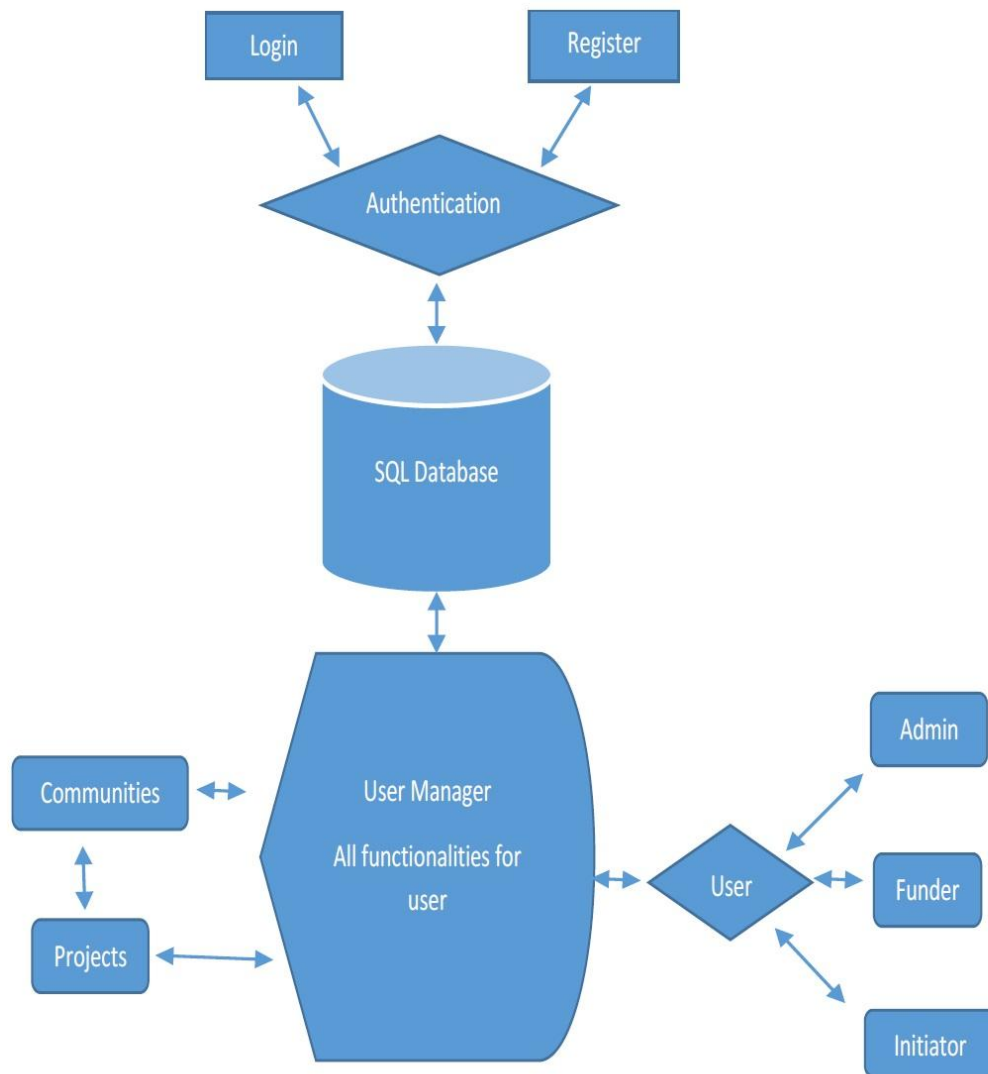 Login
Register
Authentication
SQL Database
User Manager
All functionalities for
user
Communities
Projects
User
Admin
Funder
Initiator